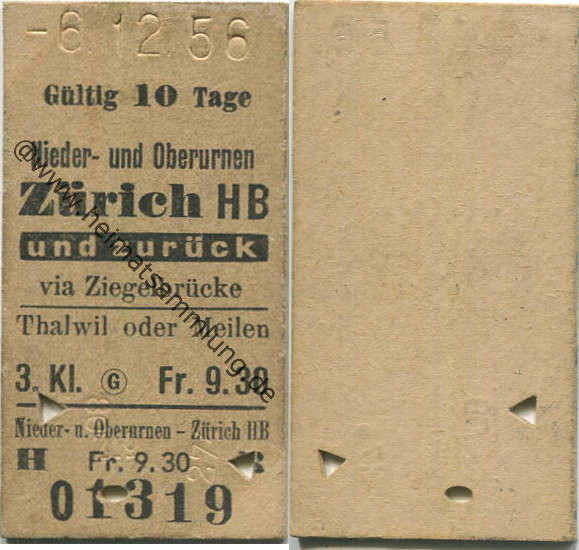 -6.12.56
Gültig 10 Tage
Nieder- und Oberurnen
Zürich HB
und zurück
via Ziegelbrücke
Thalwil oder Meilen
3. Kl. G Fr. 9.30
Nieder- u. Oberurnen - Zürich HB
H Fr. 9.30 R
01319
@www.heimatsammlung.de